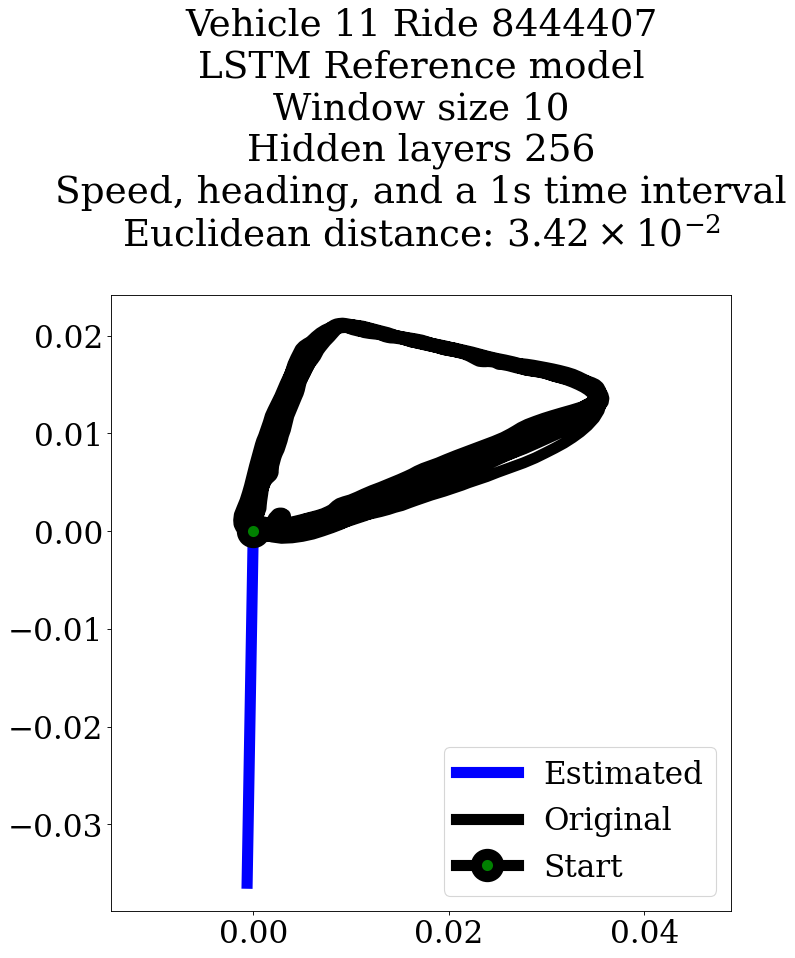 Vehicle 11 Ride 8444407
LSTM Reference model
Window size 10
Hidden layers 256
Speed, heading, and a 1s time interval
Euclidean distance: 3.42 × 10⁻²
0.02
0.01
0.00
−0.01
−0.02
−0.03
Estimated
Original
Start
0.00 0.02 0.04